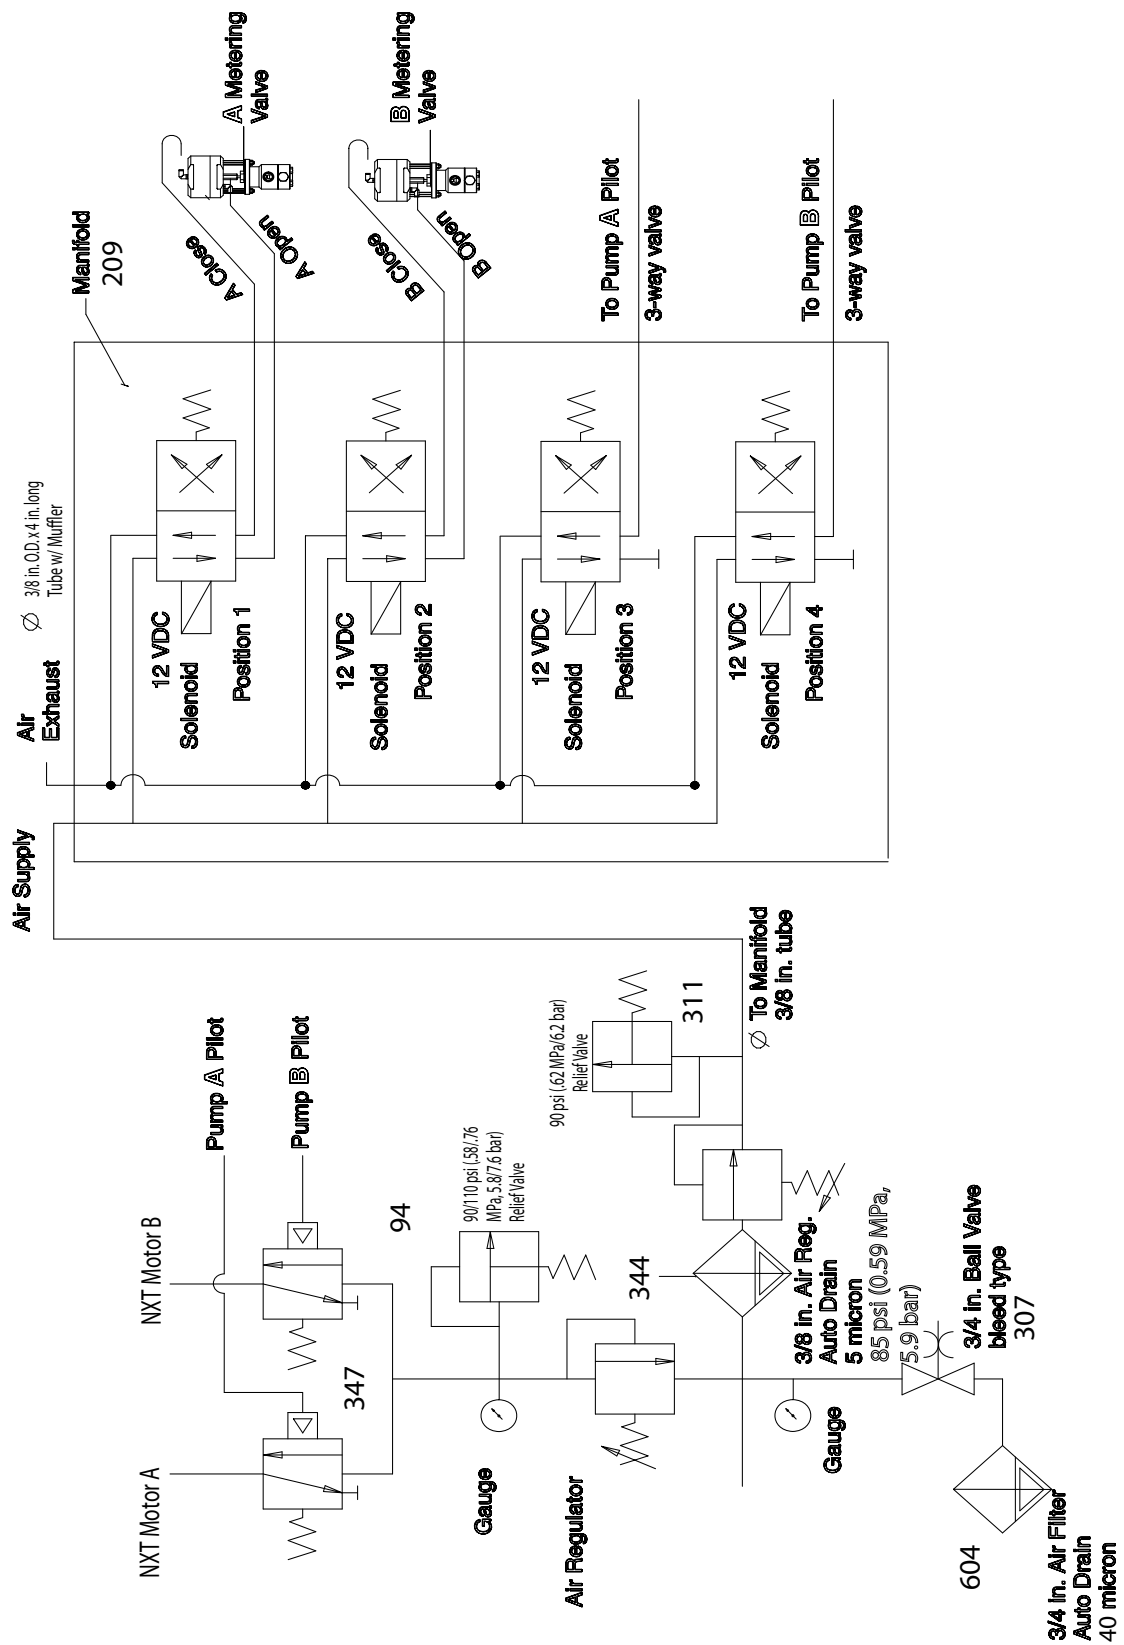 Air Supply
Air
Exhaust
∅ 3/8 in. O.D. x 4 in. long
Tube w/ Muffler
Manifold
209
12 VDC
Solenoid
Position 1
A Close
A Open
A Metering
Valve
12 VDC
Solenoid
Position 2
B Close
B Open
B Metering
Valve
12 VDC
Solenoid
Position 3
To Pump A Pilot
3-way valve
12 VDC
Solenoid
Position 4
To Pump B Pilot
3-way valve
NXT Motor A
NXT Motor B
Pump A Pilot
Pump B Pilot
347
94
Gauge
90/110 psi (.58/.76
MPa, 5.8/7.6 bar)
Relief Valve
90 psi (.62 MPa/6.2 bar)
Relief Valve
311
Air Regulator
344
∅ To Manifold
3/8 in. tube
3/8 in. Air Reg.
Auto Drain
5 micron
85 psi (0.59 MPa,
5.9 bar)
Gauge
3/4 in. Ball Valve
bleed type
307
604
3/4 in. Air Filter
Auto Drain
40 micron